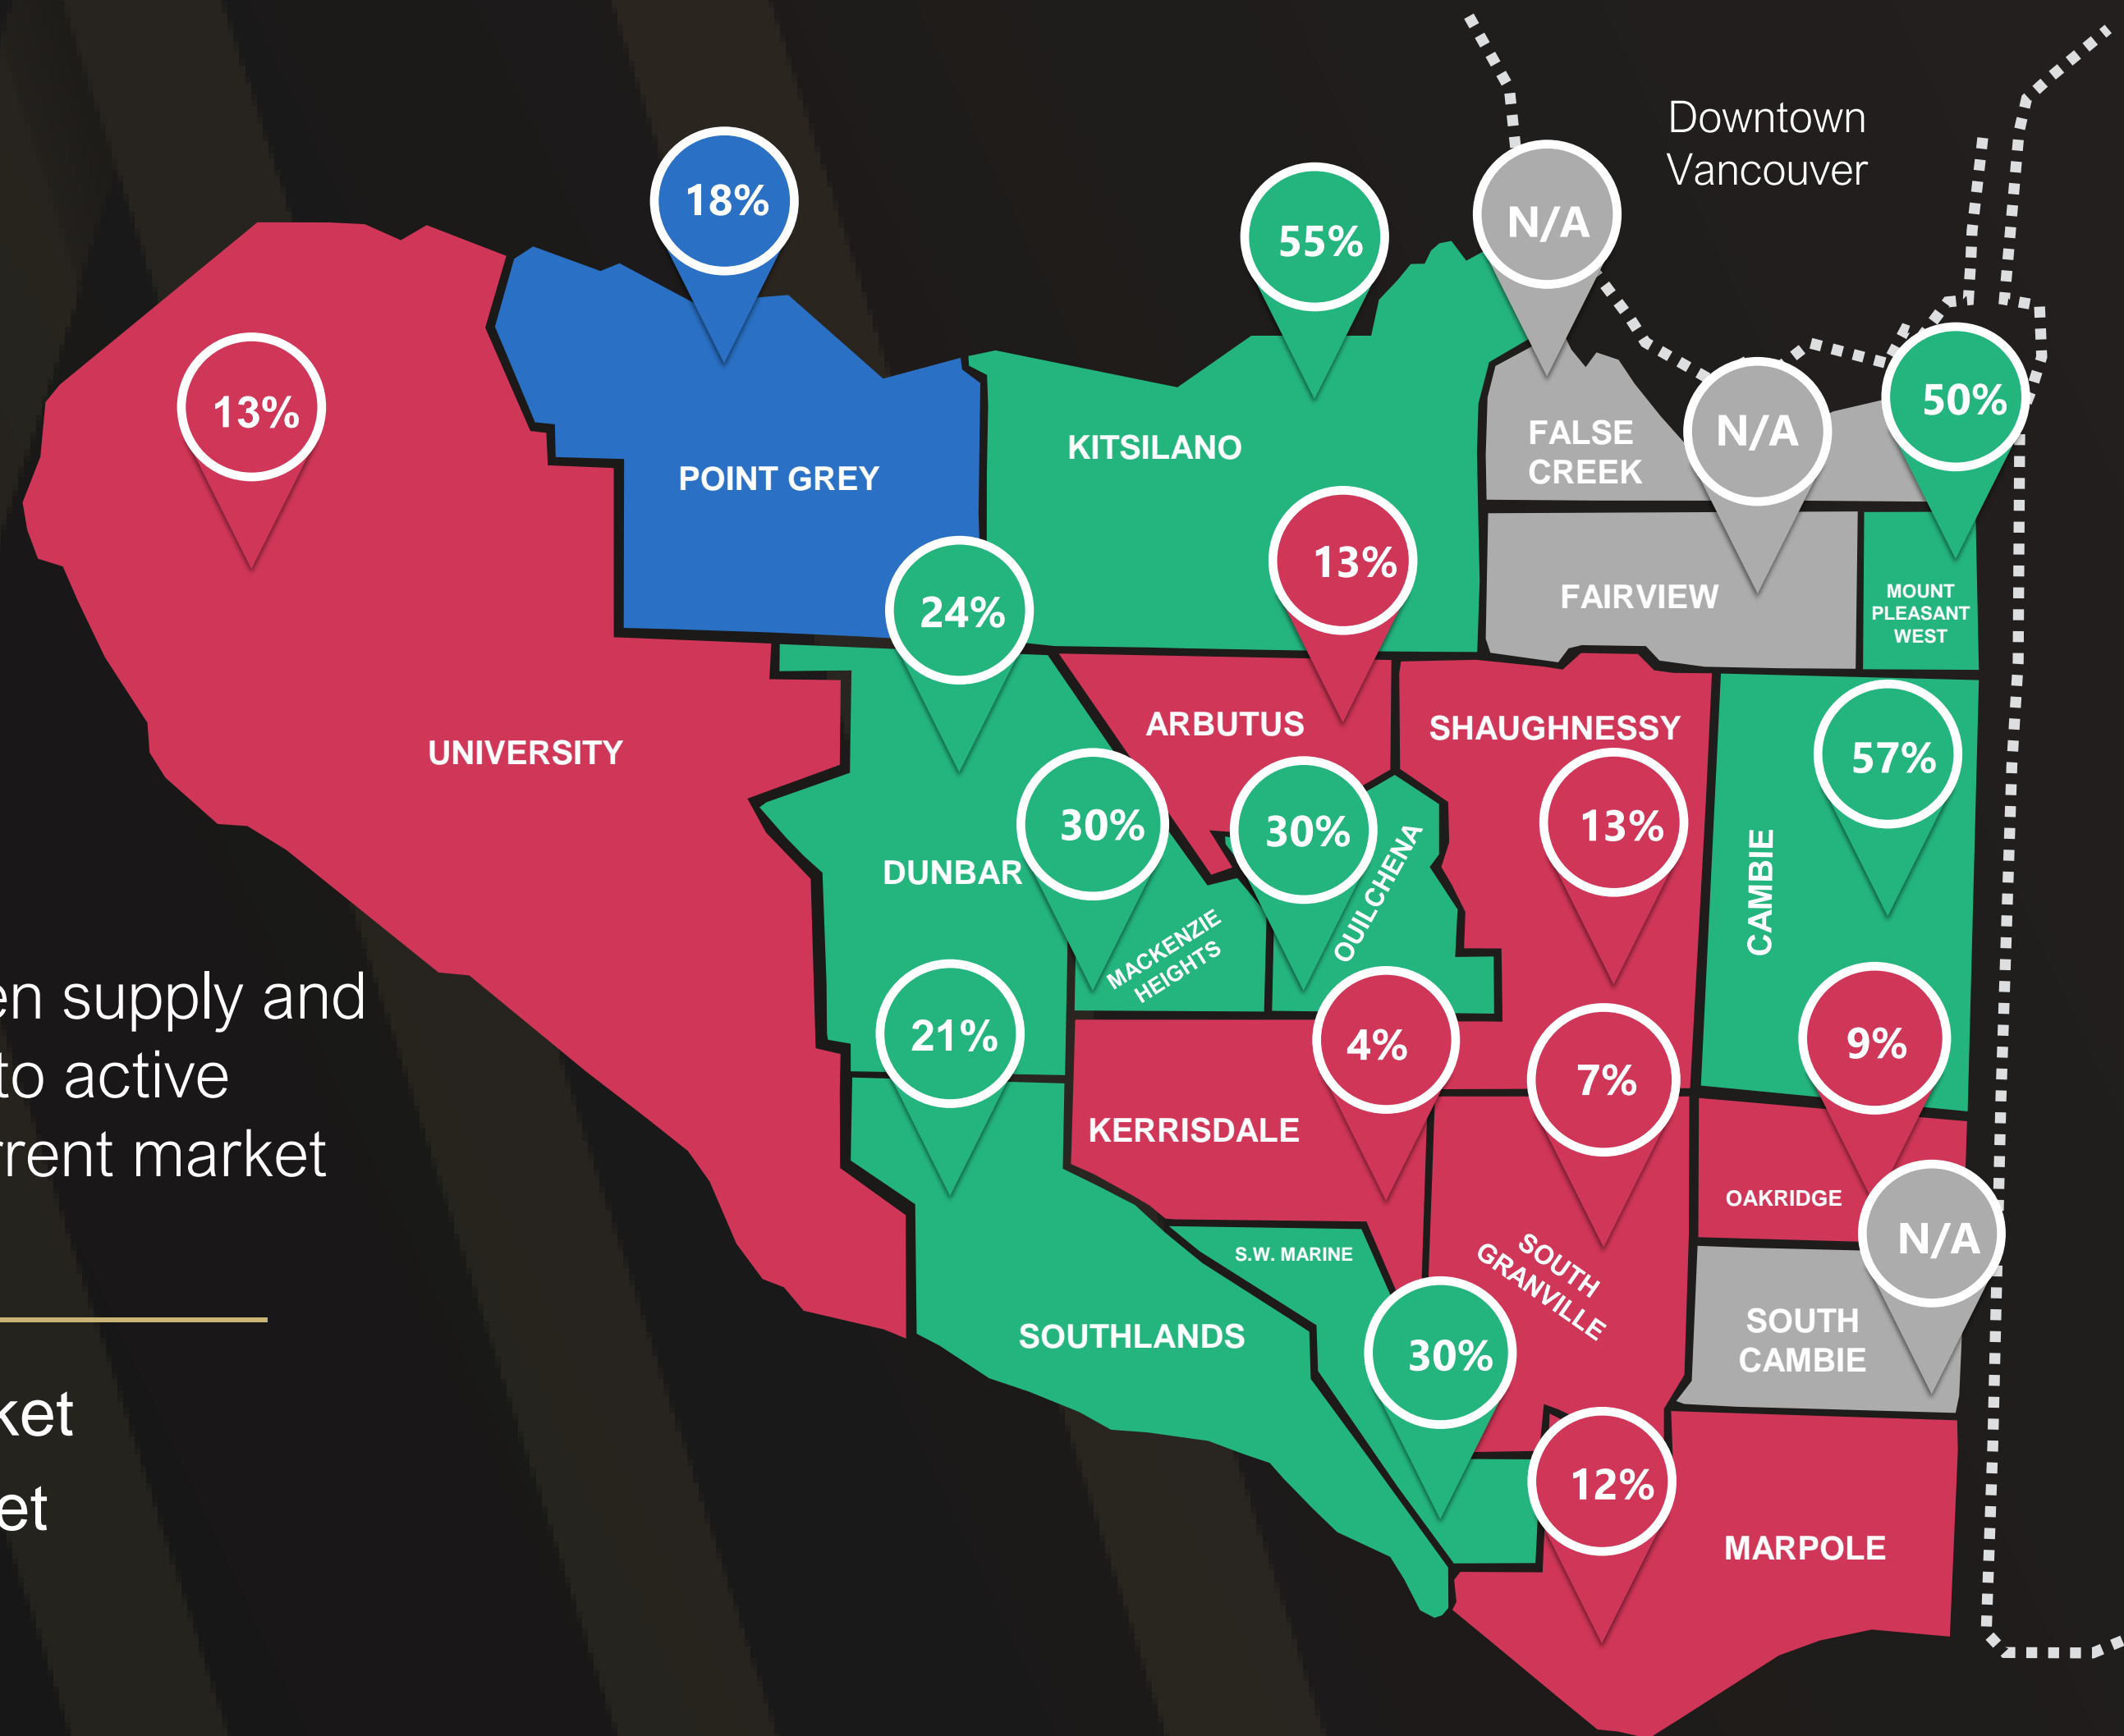 Downtown
Vancouver
18%
55%
N/A
13%
50%
N/A
FALSE
CREEK
KITSILANO
POINT GREY
13%
24%
FAIRVIEW
MOUNT
PLEASANT
WEST
ARBUTUS
SHAUGHNESSY
UNIVERSITY
57%
30%
30%
13%
DUNBAR
CAMBIE
OUILCHENA
MACKENZIE
HEIGHTS
21%
4%
9%
7%
en supply and
to active
rrent market
KERRISDALE
OAKRIDGE
N/A
S.W. MARINE
SOUTH
GRANVILLE
SOUTHLANDS
30%
SOUTH
CAMBIE
ket
et
12%
MARPOLE